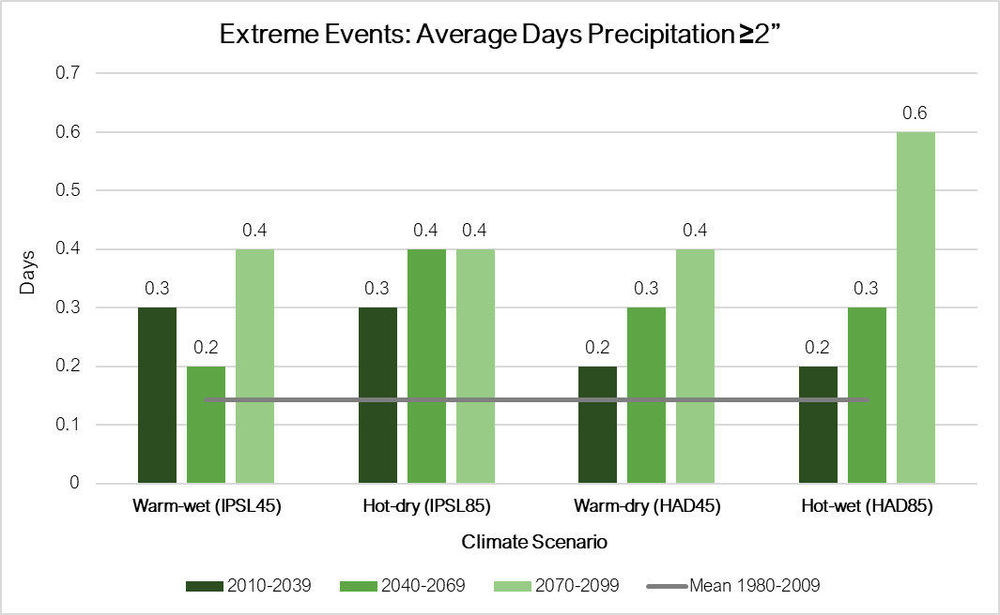 Extreme Events: Average Days Precipitation ≥2”
0.7
0.6
0.5
0.4
0.3
0.2
0.1
0
Days
0.3
0.2
0.4
0.3
0.4
0.4
0.2
0.3
0.4
0.2
0.3
0.6
Warm-wet (IPSL45)
Hot-dry (IPSL85)
Warm-dry (HAD45)
Hot-wet (HAD85)
Climate Scenario
2010-2039
2040-2069
2070-2099
Mean 1980-2009